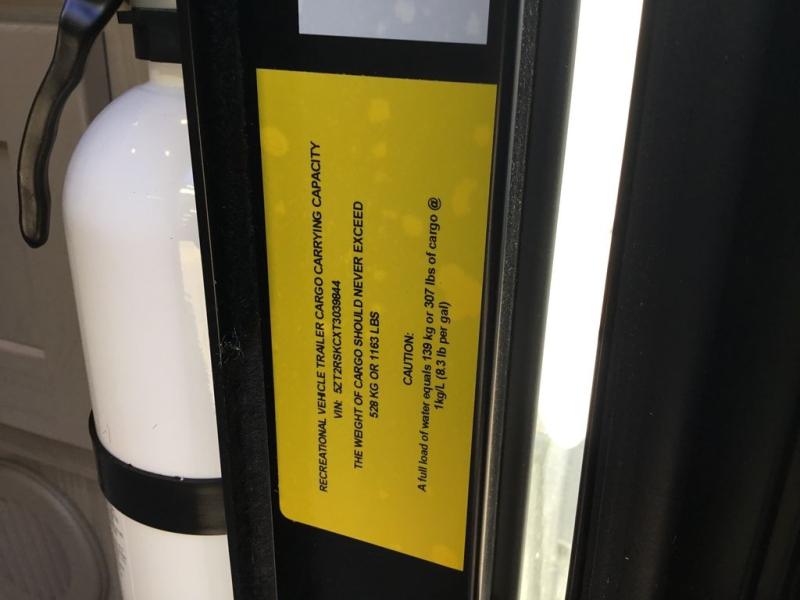 RECREATIONAL VEHICLE TRAILER CARGO CARRYING CAPACITY
VIN: 5ZT2RSKCXT3039844
THE WEIGHT OF CARGO SHOULD NEVER EXCEED
528 KG OR 1163 LBS
CAUTION:
A full load of water equals 139 kg or 307 lbs of cargo @
1kg/L (8.3 lb per gal)